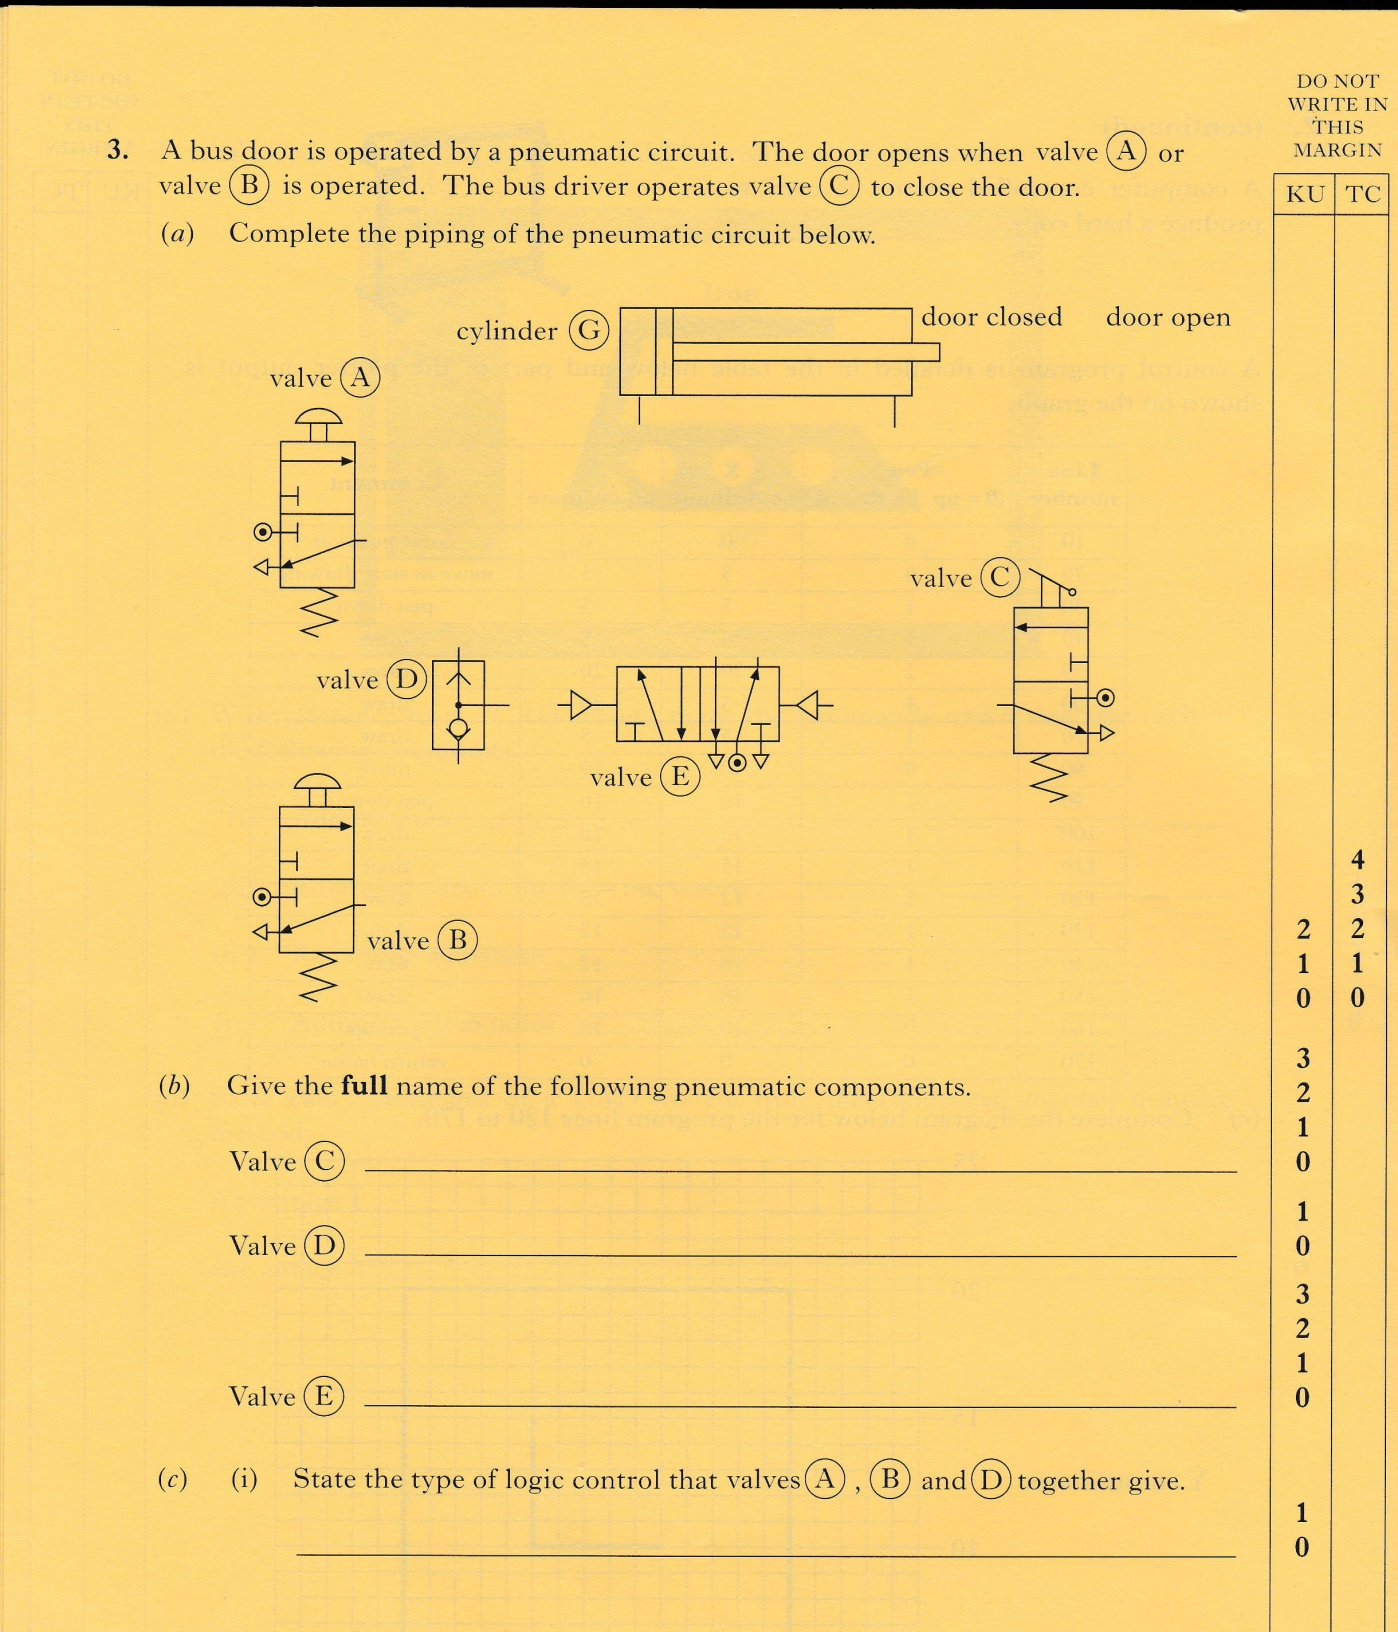 DO NOT
WRITE IN
THIS
MARGIN
KU TC
3. A bus door is operated by a pneumatic circuit. The door opens when valve A or
valve B is operated. The bus driver operates valve C to close the door.
(a) Complete the piping of the pneumatic circuit below.
cylinder G
door closed door open
valve A
valve C
valve D
valve E
valve B
4
3
2 2
1 1
0 0
(b) Give the full name of the following pneumatic components.
3
2
1
0
Valve C
1
0
Valve D
3
2
1
0
Valve E
(c) (i) State the type of logic control that valves A , B and D together give.
1
0